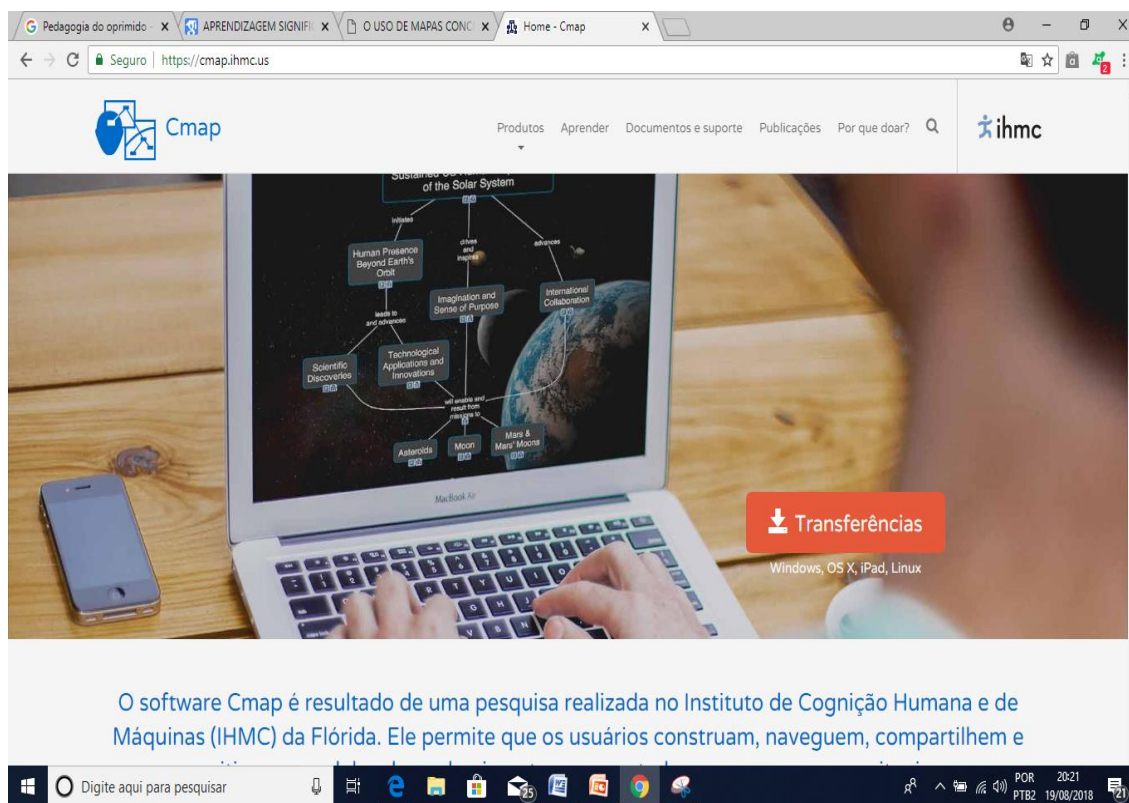 Pedagogia do oprimido -
APRENDIZAGEM SIGNIFI
O USO DE MAPAS CONC
Home - Cmap
Seguro | https://cmap.ihmc.us
2
Cmap
Produtos
Aprender
Documentos e suporte
Publicações
Por que doar?
ihmc
of the Solar System
initiates
drives
and
inspires
advances
Human Presence
Beyond Earth's
Orbit
Imagination and
Sense of Purpose
International
Collaboration
leads to
and advances
Scientific
Discoveries
Technological
Applications and
Innovations
will enable and
result from
missions to
Asteroids
Moon
Mars &
Mars' Moons
MacBook Air
Transferências
Windows, OS X, iPad, Linux
O software Cmap é resultado de uma pesquisa realizada no Instituto de Cognição Humana e de
Máquinas (IHMC) da Flórida. Ele permite que os usuários construam, naveguem, compartilhem e
Digite aqui para pesquisar
25
POR
PTB2
20:21
19/08/2018
21